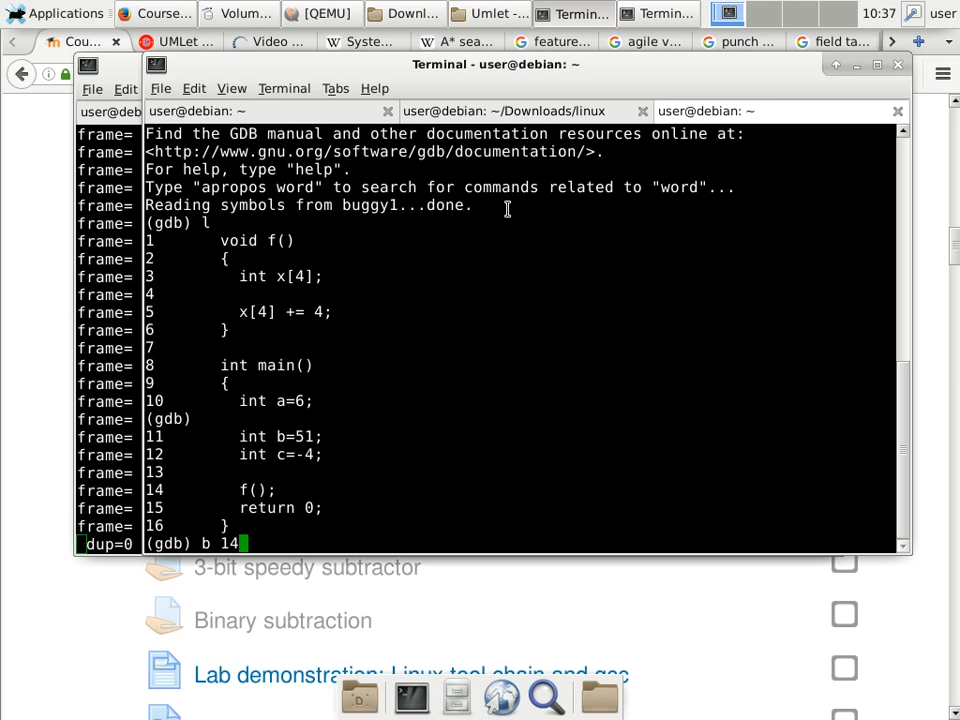 Applications Course... Volum... [QEMU] Downl... Umlet -... Termin... Termin... 10:37 user
Cou... UMLet ... Video ... Syste... A* sea... feature... agile v... punch ... field ta...
Terminal - user@debian: ~
File Edit
File Edit View Terminal Tabs Help
user@deb
user@debian: ~ user@debian: ~/Downloads/linux user@debian: ~
frame= Find the GDB manual and other documentation resources online at:
frame= <http://www.gnu.org/software/gdb/documentation/>.
frame= For help, type "help".
frame= Type "apropos word" to search for commands related to "word"...
frame= Reading symbols from buggy1...done.
frame= (gdb) l
frame= 1 void f()
frame= 2 {
frame= 3 int x[4];
frame= 4
frame= 5 x[4] += 4;
frame= 6 }
frame= 7
frame= 8 int main()
frame= 9 {
frame= 10 int a=6;
frame= (gdb)
frame= 11 int b=51;
frame= 12 int c=-4;
frame= 13
frame= 14 f();
frame= 15 return 0;
frame= 16 }
dup=0 (gdb) b 14
3-bit speedy subtractor
Binary subtraction
Lab demonstration: Linux tool chain and gcc